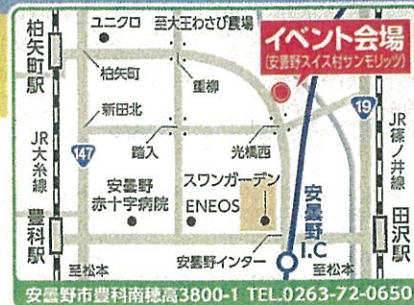 ユニクロ
至大王わさび農場
イベント会場
(安曇野スイス村サンモリッツ)
柏矢町駅
柏矢町
重柳
新田北
19
JR大糸線
147
踏入
光橋西
JR篠ノ井線
安曇野
赤十字病院
スワンガーデン
ENEOS
安曇野I.C
豊科駅
田沢駅
安曇野インター
至松本
至松本
安曇野市豊科南穂高3800-1 TEL.0263-72-0650